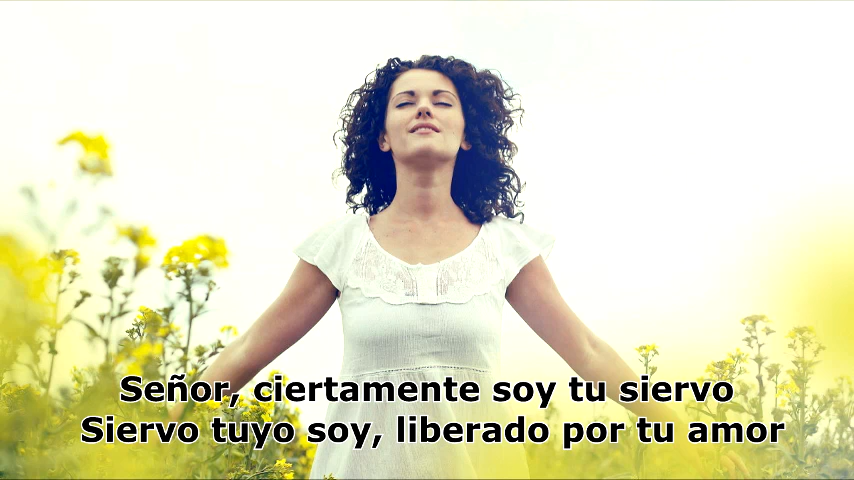 Señor, ciertamente soy tu siervo
Siervo tuyo soy, liberado por tu amor